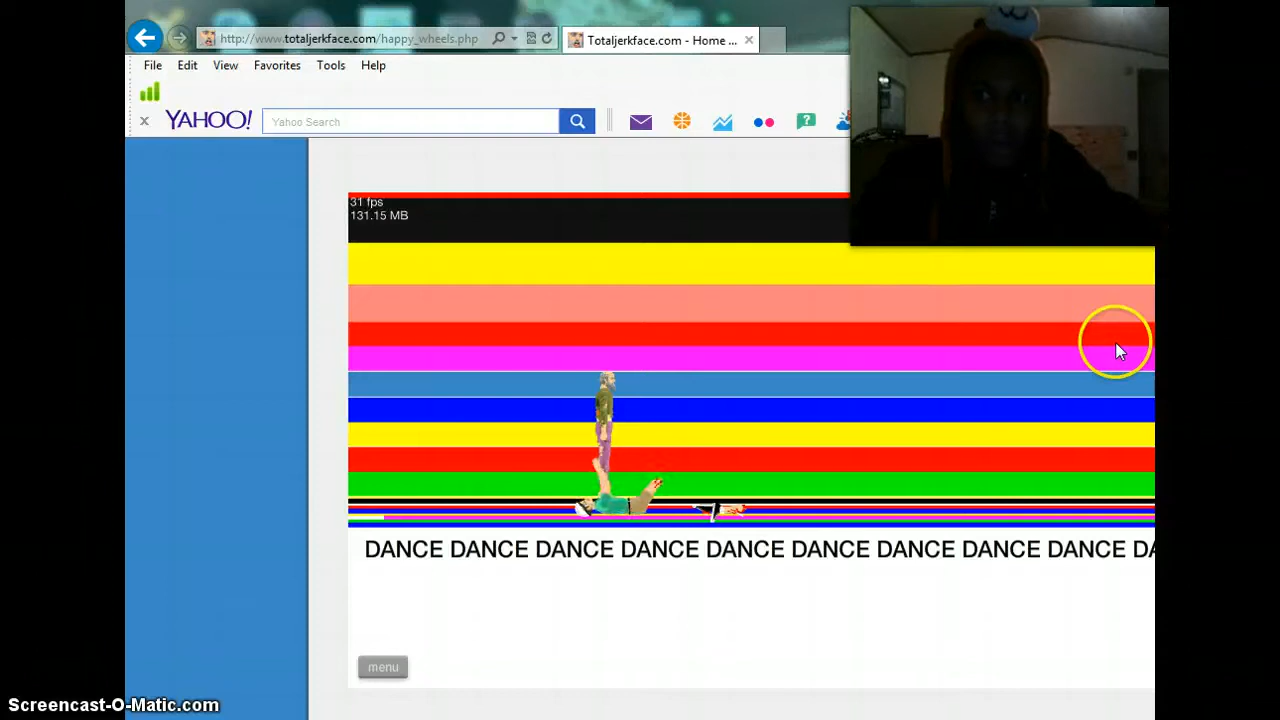 http://www.totaljerkface.com/happy_wheels.php
Totaljerkface.com - Home ...
File Edit View Favorites Tools Help
YAHOO! Yahoo Search
31 fps
131.15 MB
DANCE DANCE DANCE DANCE DANCE DANCE DANCE DANCE DANCE DA
menu
Screencast-O-Matic.com